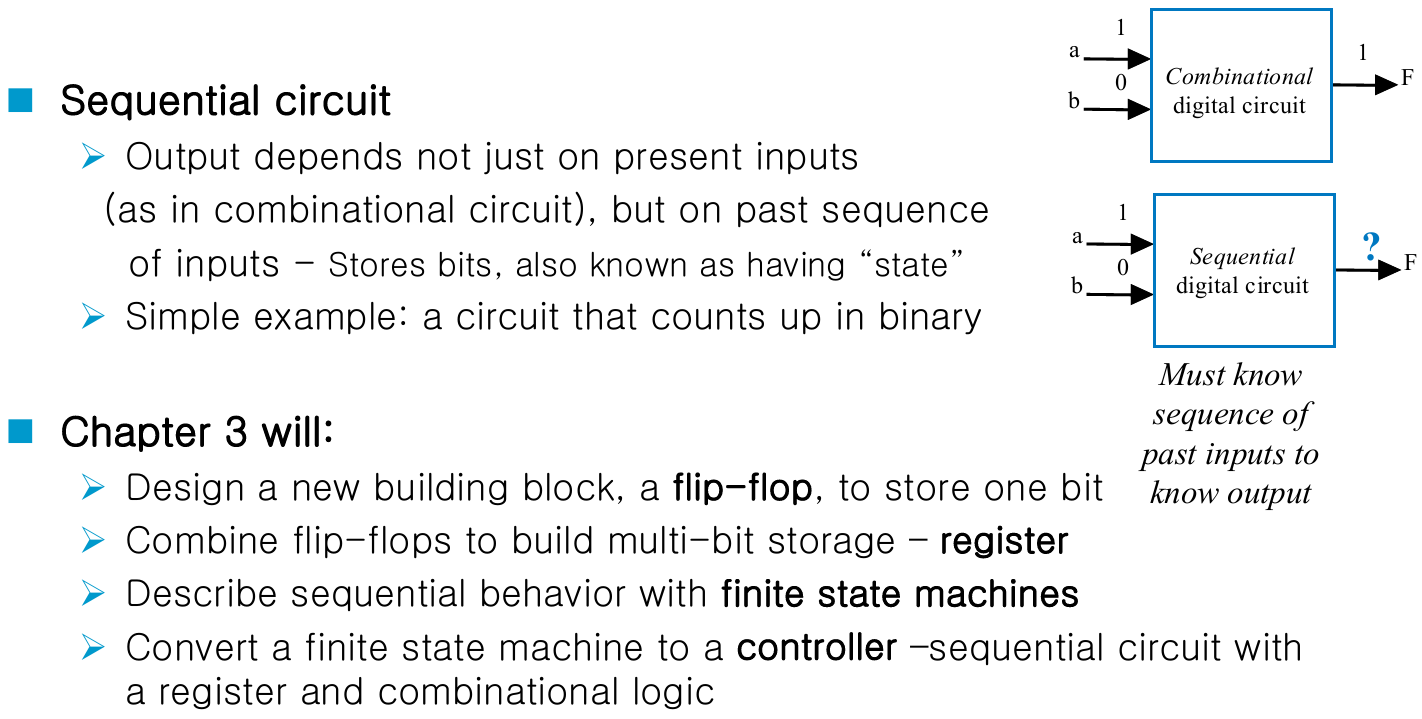 Sequential circuit
Output depends not just on present inputs
(as in combinational circuit), but on past sequence
of inputs – Stores bits, also known as having “state”
Simple example: a circuit that counts up in binary
Chapter 3 will:
Design a new building block, a flip-flop, to store one bit
Combine flip-flops to build multi-bit storage – register
Describe sequential behavior with finite state machines
Convert a finite state machine to a controller –sequential circuit with
a register and combinational logic
1
a
0
b
Combinational
digital circuit
1
F
1
a
0
b
Sequential
digital circuit
?
F
Must know
sequence of
past inputs to
know output